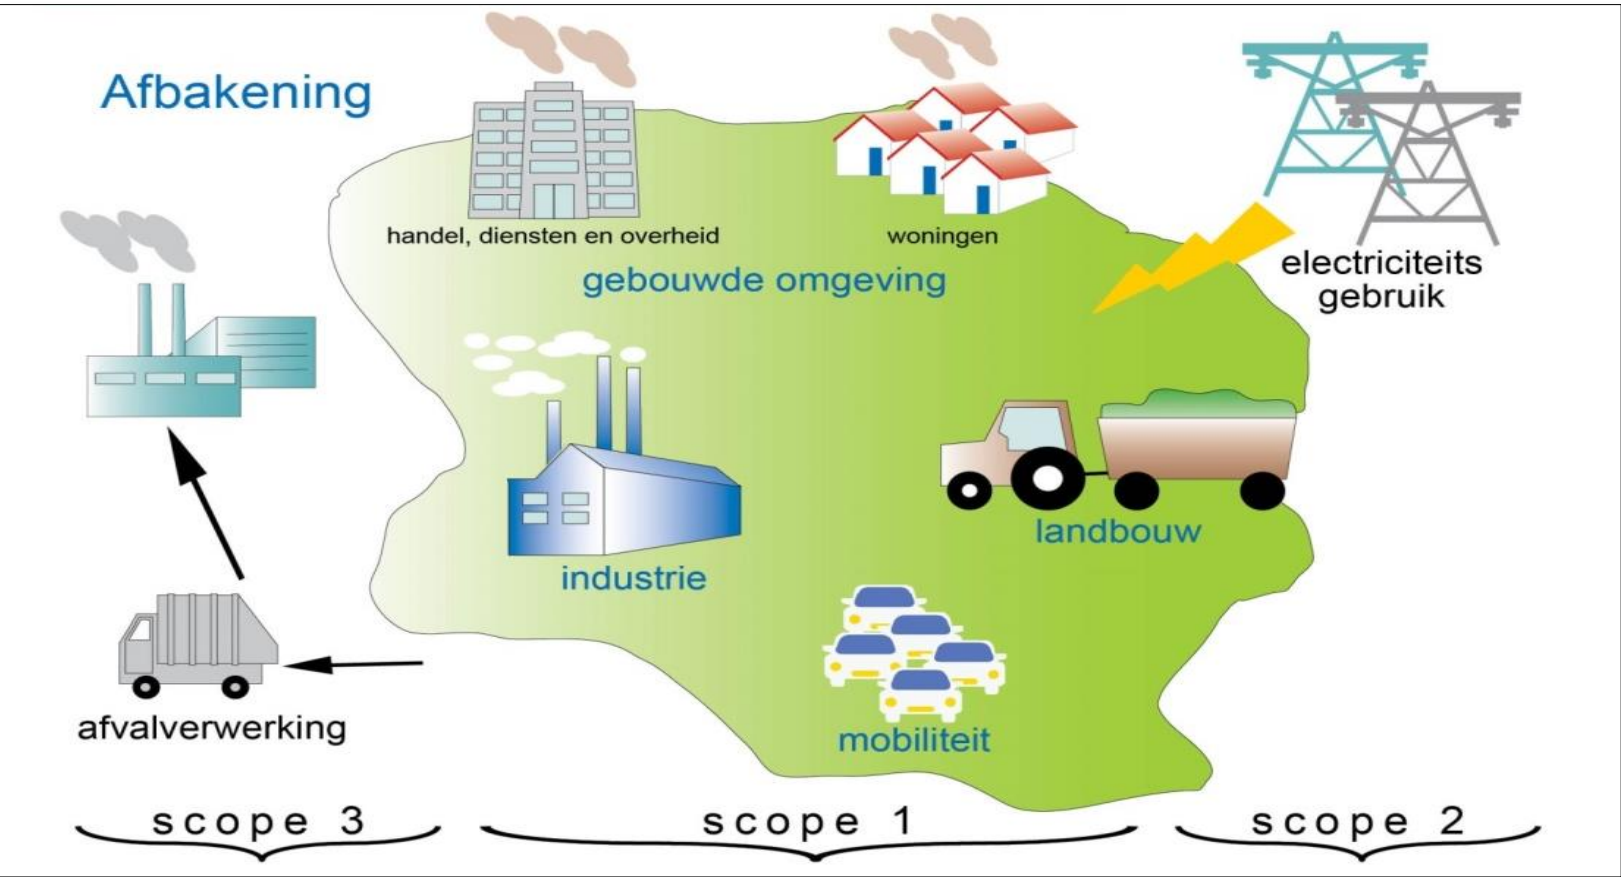 Afbakening
handel, diensten en overheid
woningen
gebouwde omgeving
electriciteits
gebruik
industrie
landbouw
mobiliteit
afvalverwerking
scope 3
scope 1
scope 2